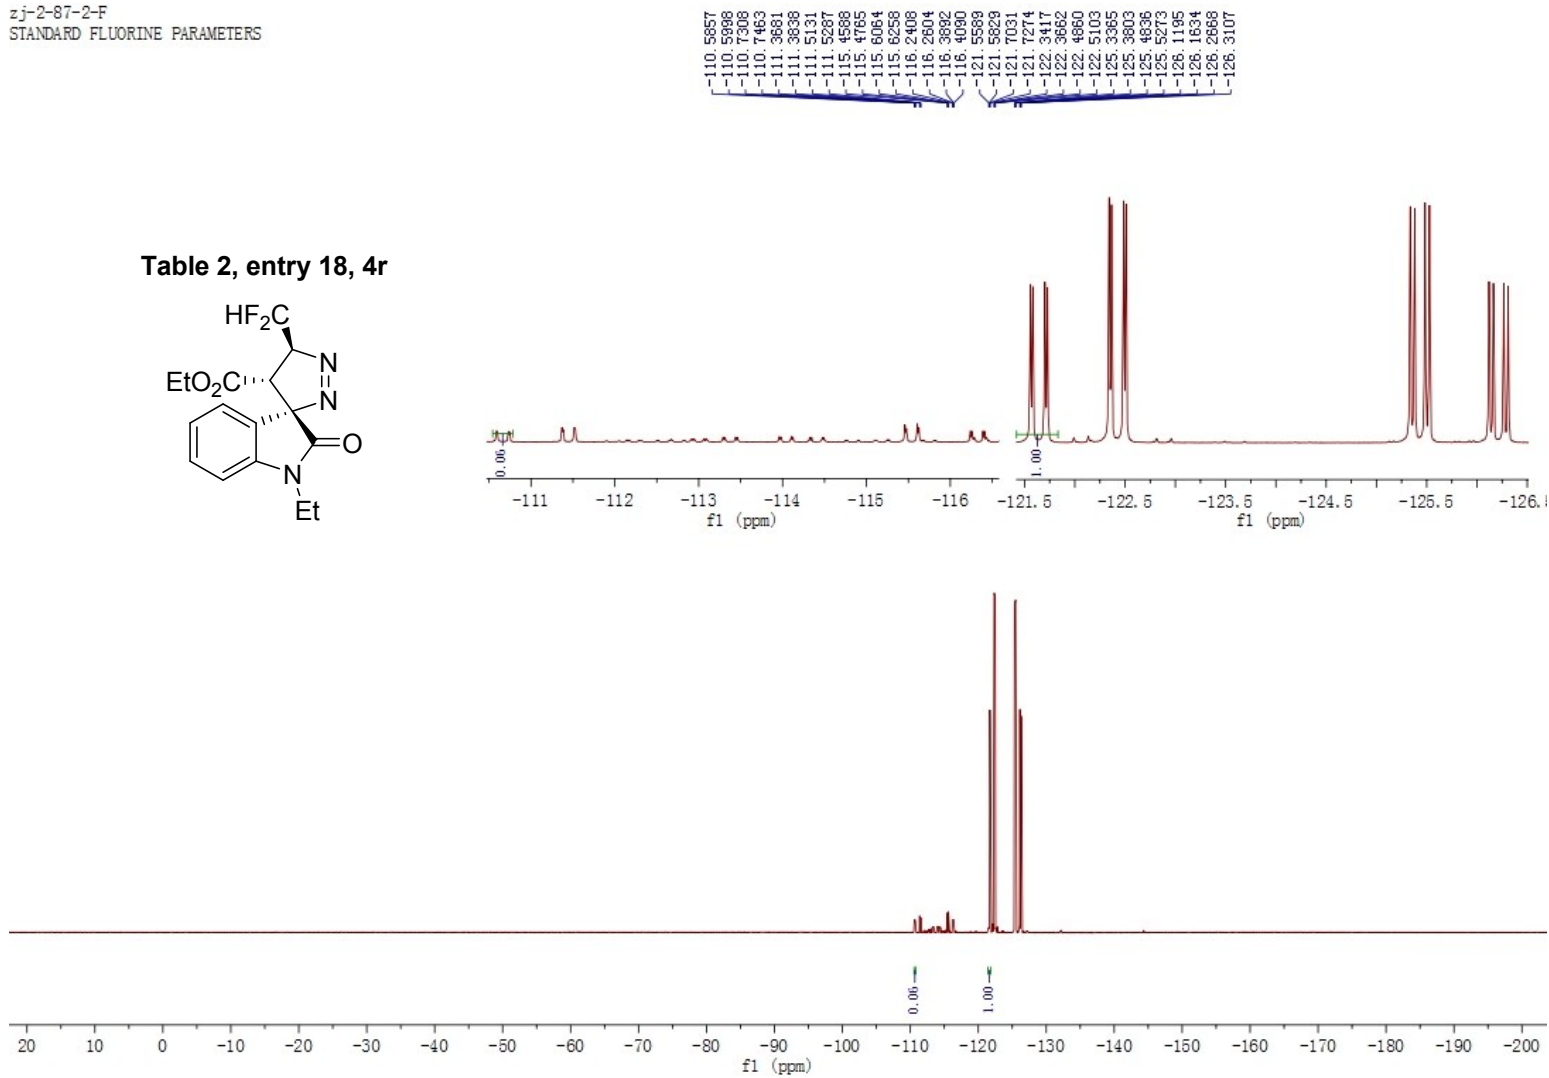 zj-2-87-2-F
STANDARD FLUORINE PARAMETERS
-110.5857
-110.5998
-110.7308
-110.7463
-111.3681
-111.3838
-111.5131
-111.5287
-115.4588
-115.4765
-115.6064
-115.6258
-116.2408
-116.2604
-116.3892
-116.4090
-121.5589
-121.5829
-121.7031
-121.7274
-122.3417
-122.3662
-122.4860
-122.5103
-125.3365
-125.3803
-125.4836
-125.5273
-126.1195
-126.1634
-126.2668
-126.3107
Table 2, entry 18, 4r
HF2C
N
N
EtO2C
O
N
Et
0.06
1.00
-111 -112 -113 -114 -115 -116
f1 (ppm)
-121.5 -122.5 -123.5 -124.5 -125.5 -126.5
f1 (ppm)
0.06
1.00
20 10 0 -10 -20 -30 -40 -50 -60 -70 -80 -90 -100 -110 -120 -130 -140 -150 -160 -170 -180 -190 -200
f1 (ppm)